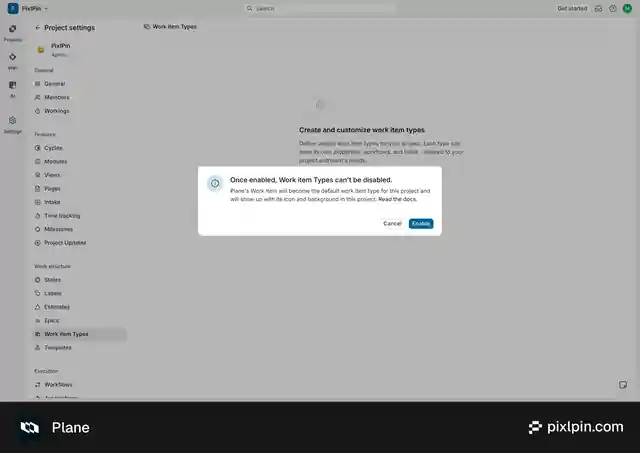 PixlPin
Search
Get started
Project settings
Work item Types
Projects
Wiki
AI
Settings
PixlPin
Admin
General
General
Members
Features
Cycles
Modules
Views
Pages
Intake
Time tracking
Milestones
Project Updates
Work structure
States
Labels
Estimates
Epics
Work item Types
Templates
Execution
Workflows
Create and customize work item types
Once enabled, Work item Types can't be disabled.
Plane's Work item will become the default work item type for this project and
will show up with its icon and background in this project. Read the docs.
Cancel
Enable
Plane
pixlpin.com